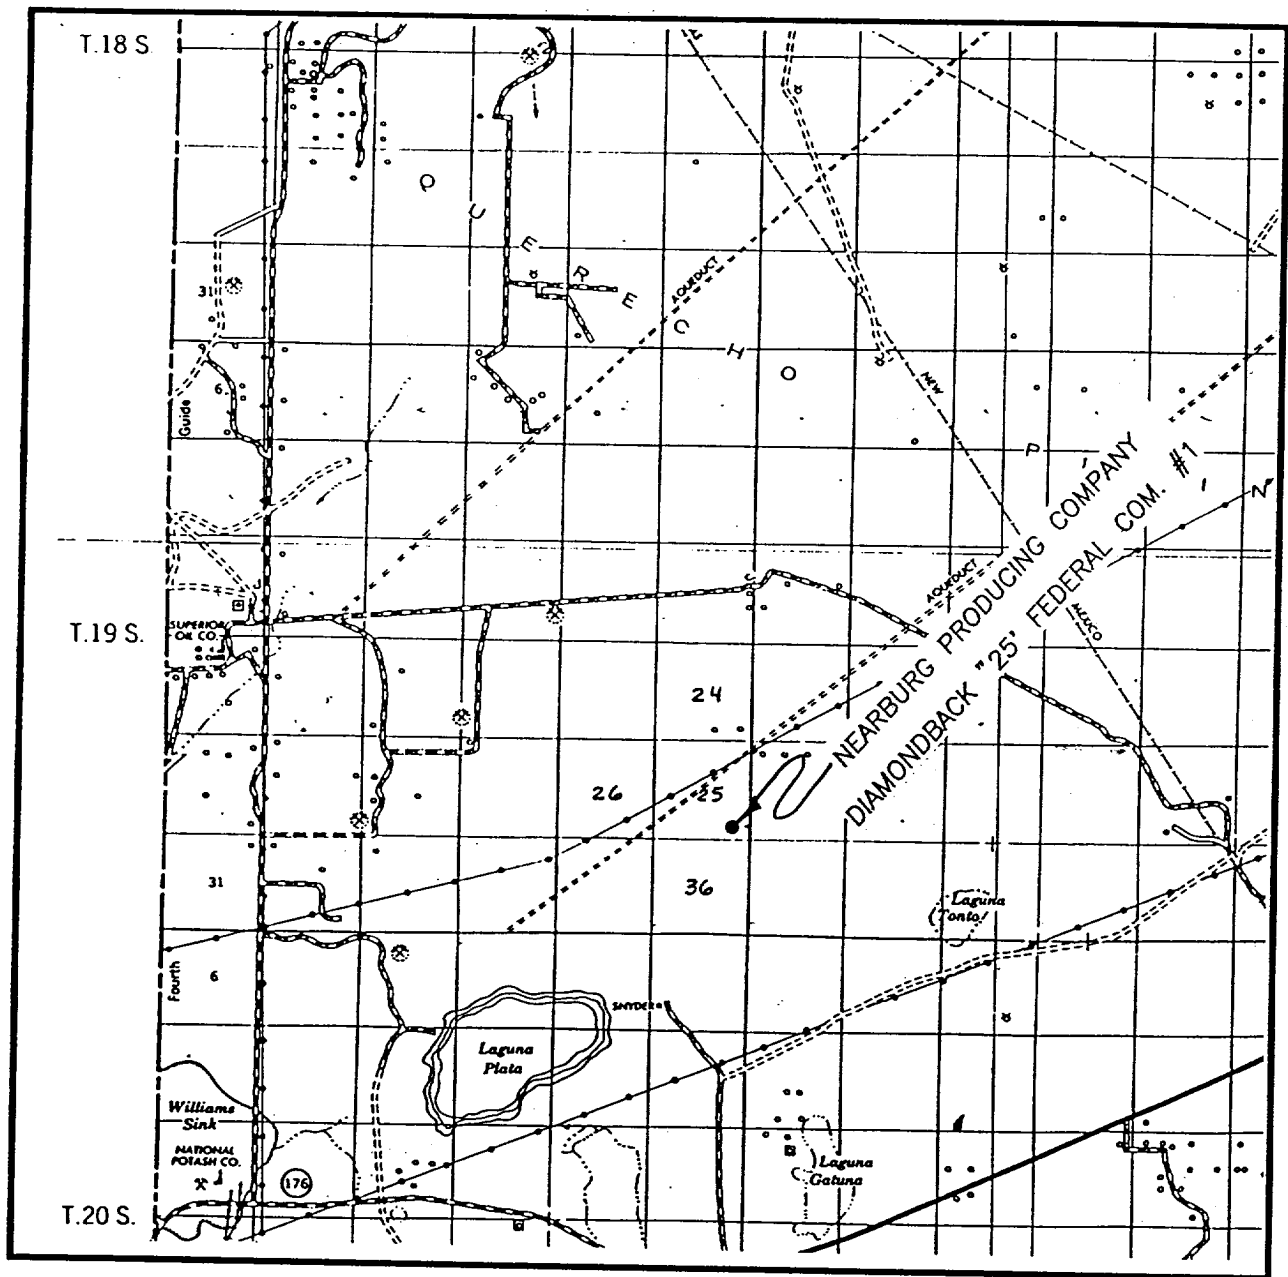 T.18 S.
Q U E R E C H O
P
31
AQUEDUCT
6
Guide
NEW
NEARBURG PRODUCING COMPANY
DIAMONDBACK "25' FEDERAL COM. #1
AQUEDUCT
MEXICO
SUPERIOR
OIL CO.
T.19 S.
24
26
25
31
36
Laguna
Tonto
6
Fourth
SNYDER
Laguna
Plata
Williams
Sink
NATIONAL
POTASH CO.
176
Laguna
Gatuna
T.20 S.